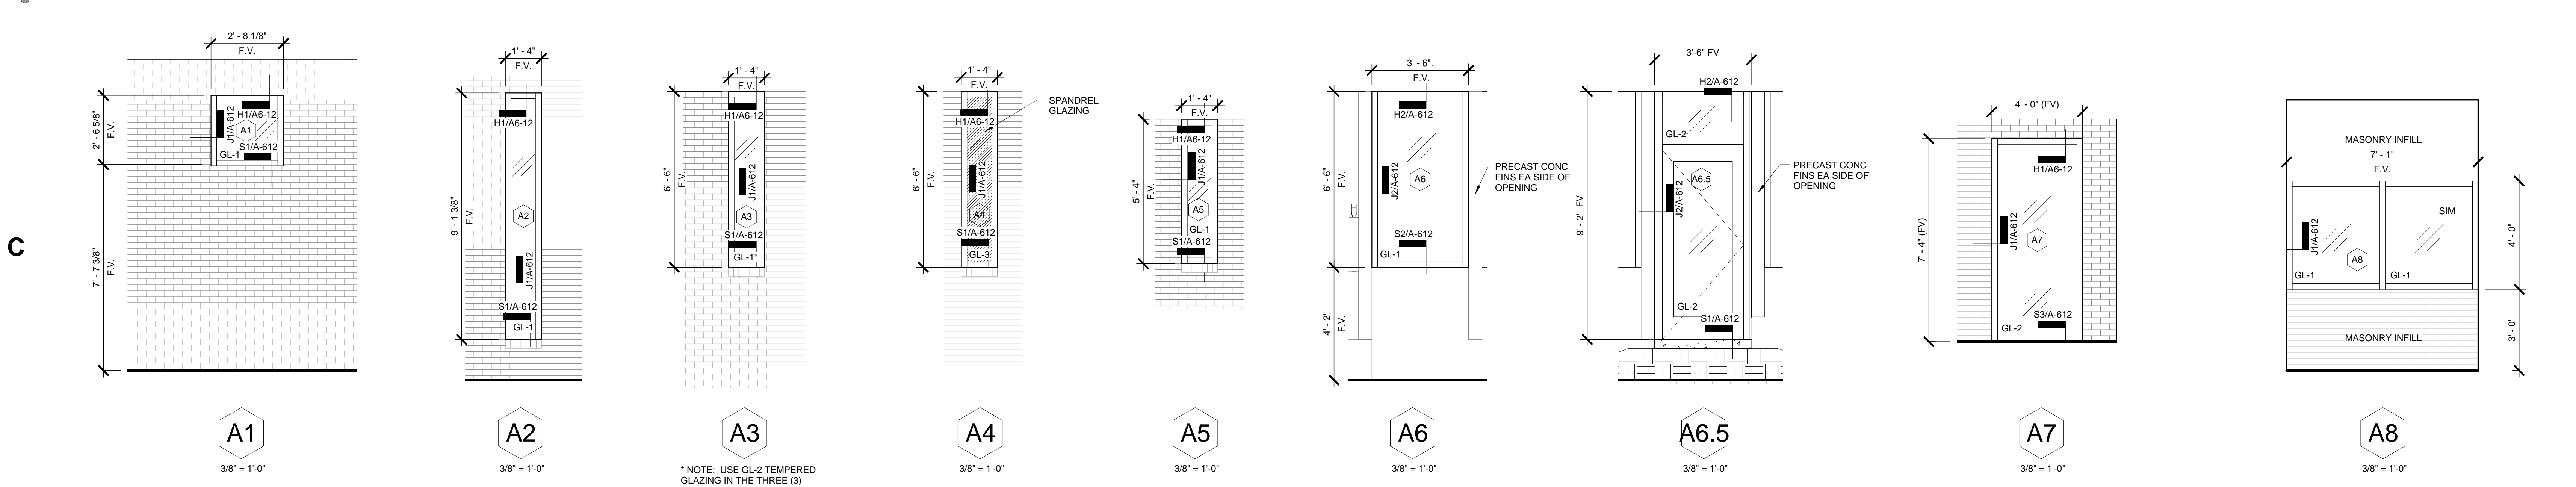 C
2' - 8 1/8"
F.V.
2' - 6 5/8"
F.V.
7' - 7 3/8"
F.V.
J1/A-612
H1/A6-12
A1
S1/A-612
GL-1
A1
3/8" = 1'-0"
1' - 4"
F.V.
9' - 1 3/8"
F.V.
H1/A6-12
A2
J1/A-612
S1/A-612
GL-1
A2
3/8" = 1'-0"
1' - 4"
F.V.
6' - 6"
F.V.
H1/A6-12
J1/A-612
A3
S1/A-612
GL-1*
A3
* NOTE: USE GL-2 TEMPERED
GLAZING IN THE THREE (3)
1' - 4"
F.V.
SPANDREL
GLAZING
6' - 6"
F.V.
H1/A6-12
J1/A-612
A4
S1/A-612
GL-3
A4
3/8" = 1'-0"
1' - 4"
F.V.
5' - 4"
F.V.
H1/A6-12
J1/A-612
A5
GL-1
S1/A-612
A5
3/8" = 1'-0"
3' - 6".
F.V.
6' - 6"
F.V.
4' - 2"
F.V.
H2/A-612
J2/A-612
A6
S2/A-612
GL-1
PRECAST CONC
FINS EA SIDE OF
OPENING
A6
3/8" = 1'-0"
3'-6" FV
H2/A-612
9' - 2" FV
GL-2
A6.5
J2/A-612
GL-2
S1/A-612
PRECAST CONC
FINS EA SIDE OF
OPENING
A6.5
3/8" = 1'-0"
4' - 0" (FV)
7' - 4" (FV)
H1/A6-12
J1/A-612
A7
S3/A-612
GL-2
A7
3/8" = 1'-0"
MASONRY INFILL
7' - 1"
F.V.
SIM
J1/A-612
A8
GL-1
GL-1
4' - 0"
3' - 0"
MASONRY INFILL
A8
3/8" = 1'-0"